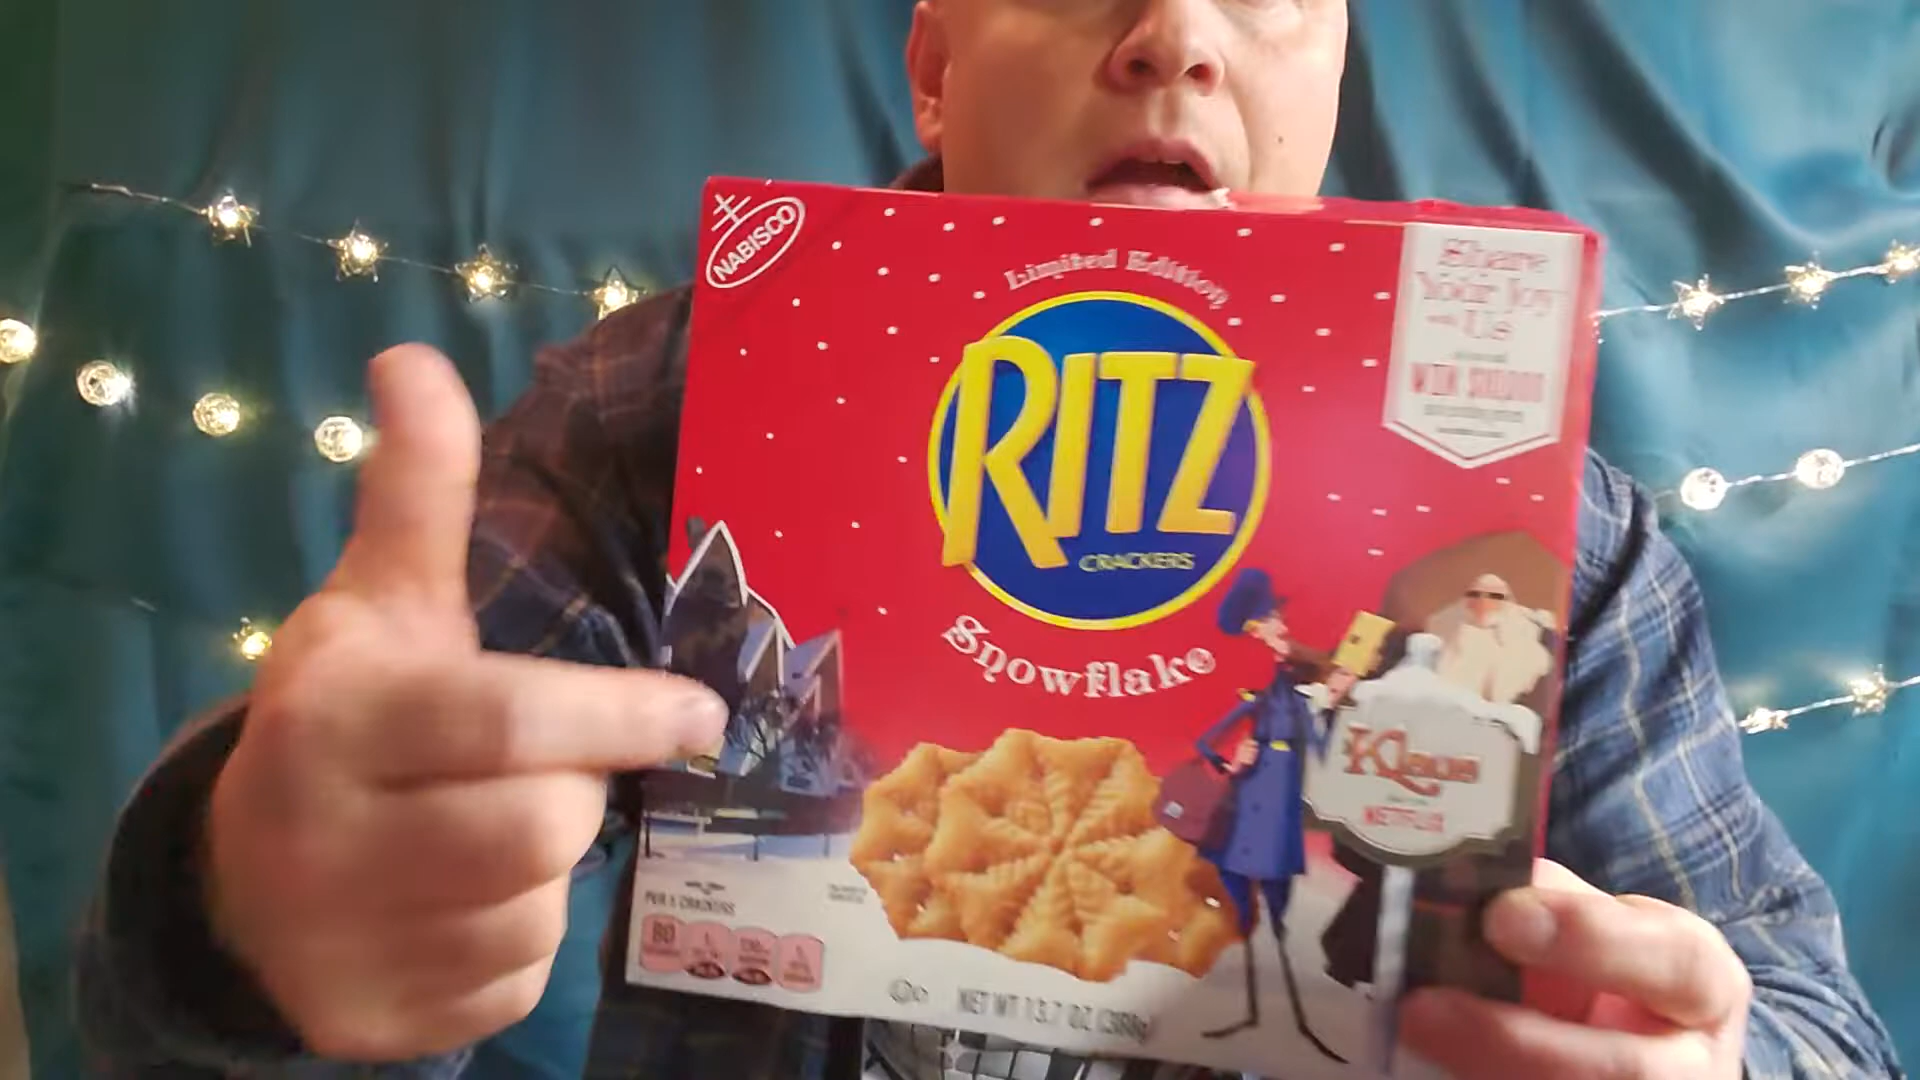 NABISCO
Limited Edition
RITZ
CRACKERS
Snowflake
Share
Your Joy
with Us
WIN
Klaus
NETFLIX
PER 5 CRACKERS
80
NET WT 13.7 OZ (388g)